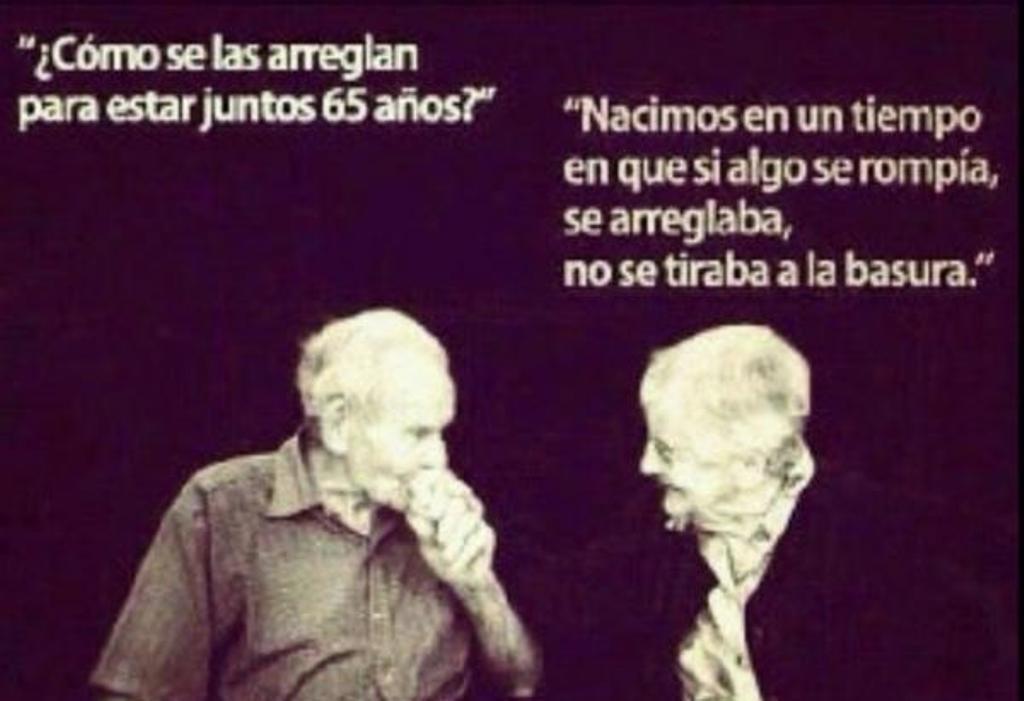 "¿Cómo se las arreglan
para estar juntos 65 años?"
"Nacimos en un tiempo
en que si algo se rompía,
se arreglaba,
no se tiraba a la basura."